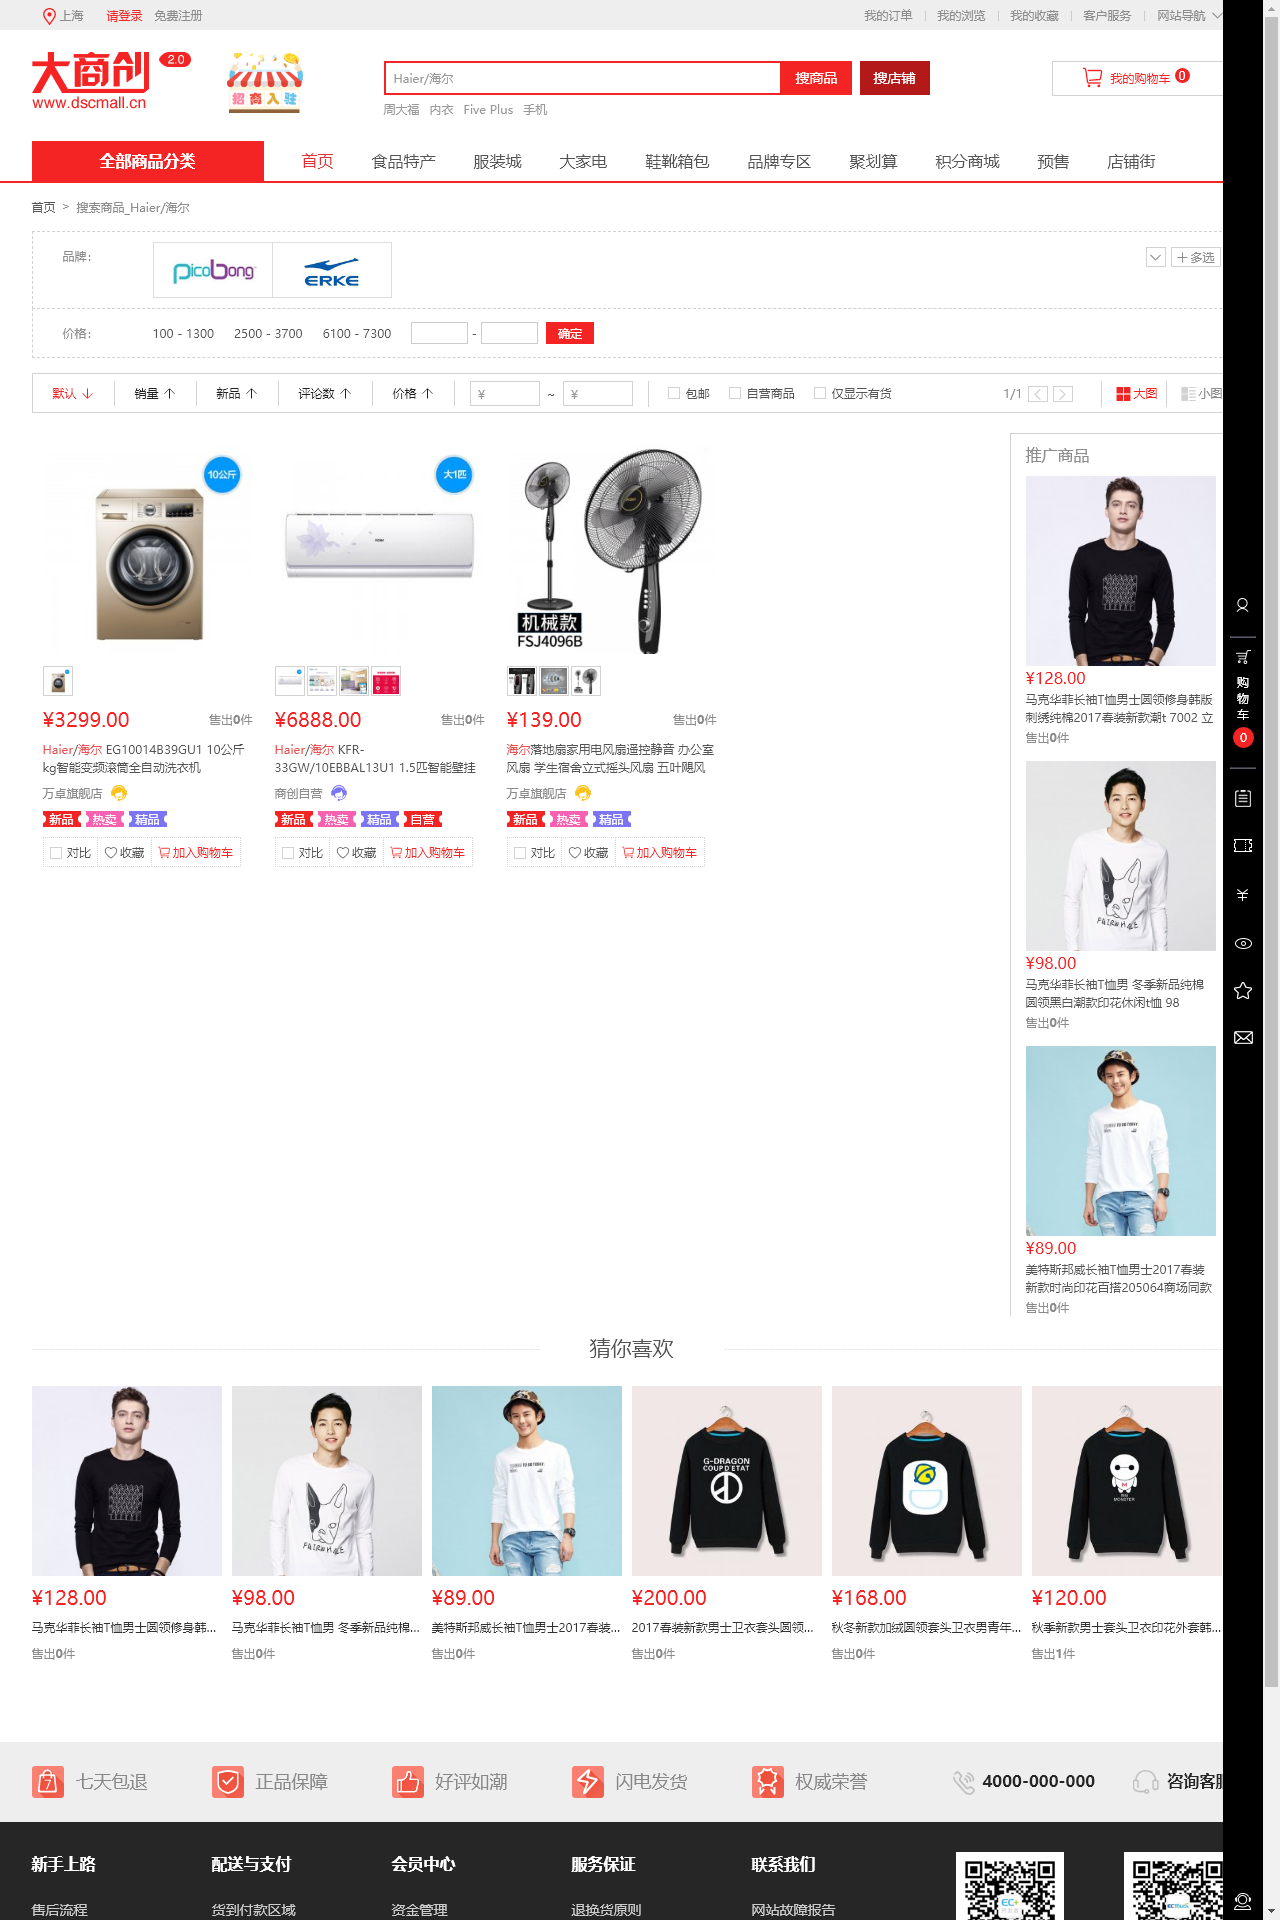 上海 请登录 免费注册 我的订单 我的浏览 我的收藏 客户服务 网站导航
大商创 2.0
www.dscmall.cn
招商入驻
Haier/海尔 搜商品 搜店铺 我的购物车 0
周大福 内衣 Five Plus 手机
全部商品分类 首页 食品特产 服装城 大家电 鞋靴箱包 品牌专区 聚划算 积分商城 预售 店铺街
首页 > 搜索商品_Haier/海尔
品牌: picobong ERKE 多选
价格: 100 - 1300 2500 - 3700 6100 - 7300 - 确定
默认 销量 新品 评论数 价格 ¥ ~ ¥ 包邮 自营商品 仅显示有货 1/1 大图 小图
推广商品
10公斤 大1匹
机械款
FSJ4096B
¥3299.00 售出0件 ¥6888.00 售出0件 ¥139.00 售出0件
Haier/海尔 EG10014B39GU1 10公斤
kg智能变频滚筒全自动洗衣机
万卓旗舰店
新品 热卖 精品
对比 收藏 加入购物车
Haier/海尔 KFR-
33GW/10EBBAL13U1 1.5匹智能壁挂
商创自营
新品 热卖 精品 自营
对比 收藏 加入购物车
海尔落地扇家用电风扇遥控静音 办公室
风扇 学生宿舍立式摇头风扇 五叶飓风
万卓旗舰店
新品 热卖 精品
对比 收藏 加入购物车
¥128.00
马克华菲长袖T恤男士圆领修身韩版
刺绣纯棉2017春装新款潮t 7002 立
售出0件
¥98.00
马克华菲长袖T恤男 冬季新品纯棉
圆领黑白潮款印花休闲t恤 98
售出0件
¥89.00
美特斯邦威长袖T恤男士2017春装
新款时尚印花百搭205064商场同款
售出0件
购
物
车
0
猜你喜欢
G-DRAGON
COUP D'ETAT
¥128.00 ¥98.00 ¥89.00 ¥200.00 ¥168.00 ¥120.00
马克华菲长袖T恤男士圆领修身韩... 马克华菲长袖T恤男 冬季新品纯棉... 美特斯邦威长袖T恤男士2017春装... 2017春装新款男士卫衣套头圆领... 秋冬新款加绒圆领套头卫衣男青年... 秋季新款男士套头卫衣印花外套韩...
售出0件 售出0件 售出0件 售出0件 售出0件 售出1件
七天包退 正品保障 好评如潮 闪电发货 权威荣誉 4000-000-000 咨询客服
新手上路 配送与支付 会员中心 服务保证 联系我们
售后流程 货到付款区域 资金管理 退换货原则 网站故障报告